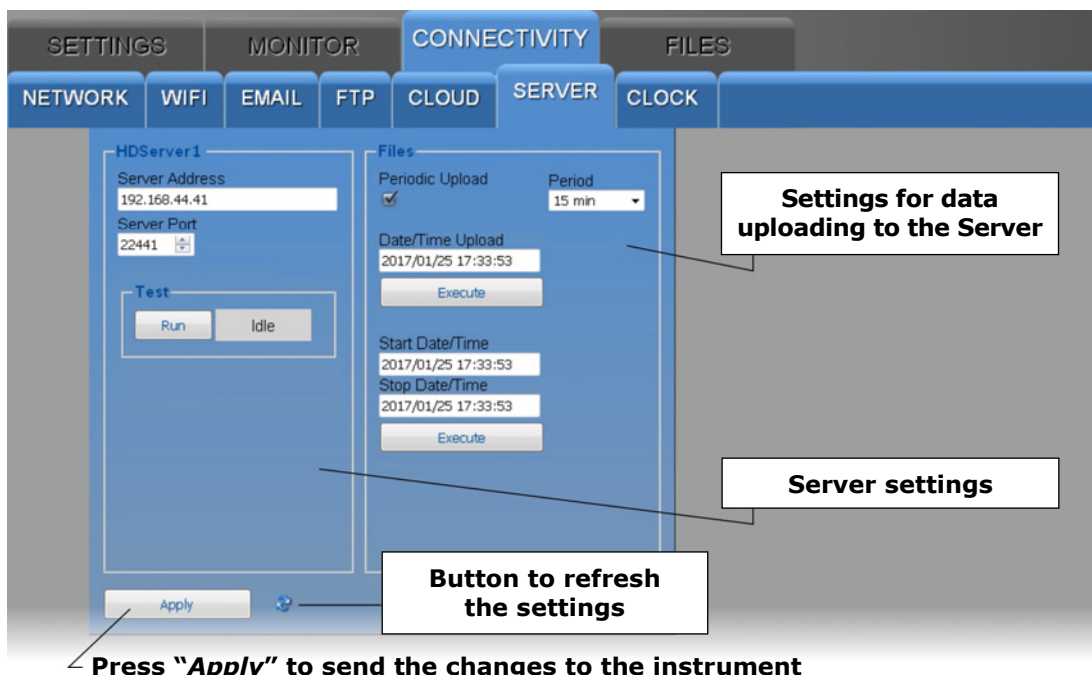 SETTINGS MONITOR CONNECTIVITY FILES
NETWORK WIFI EMAIL FTP CLOUD SERVER CLOCK
HDServer1
Server Address
192.168.44.41
Server Port
22441
Test
Run Idle
Files
Periodic Upload Period
15 min
Date/Time Upload
2017/01/25 17:33:53
Execute
Start Date/Time
2017/01/25 17:33:53
Stop Date/Time
2017/01/25 17:33:53
Execute
Settings for data
uploading to the Server
Server settings
Button to refresh
the settings
Apply
Press “Apply” to send the changes to the instrument